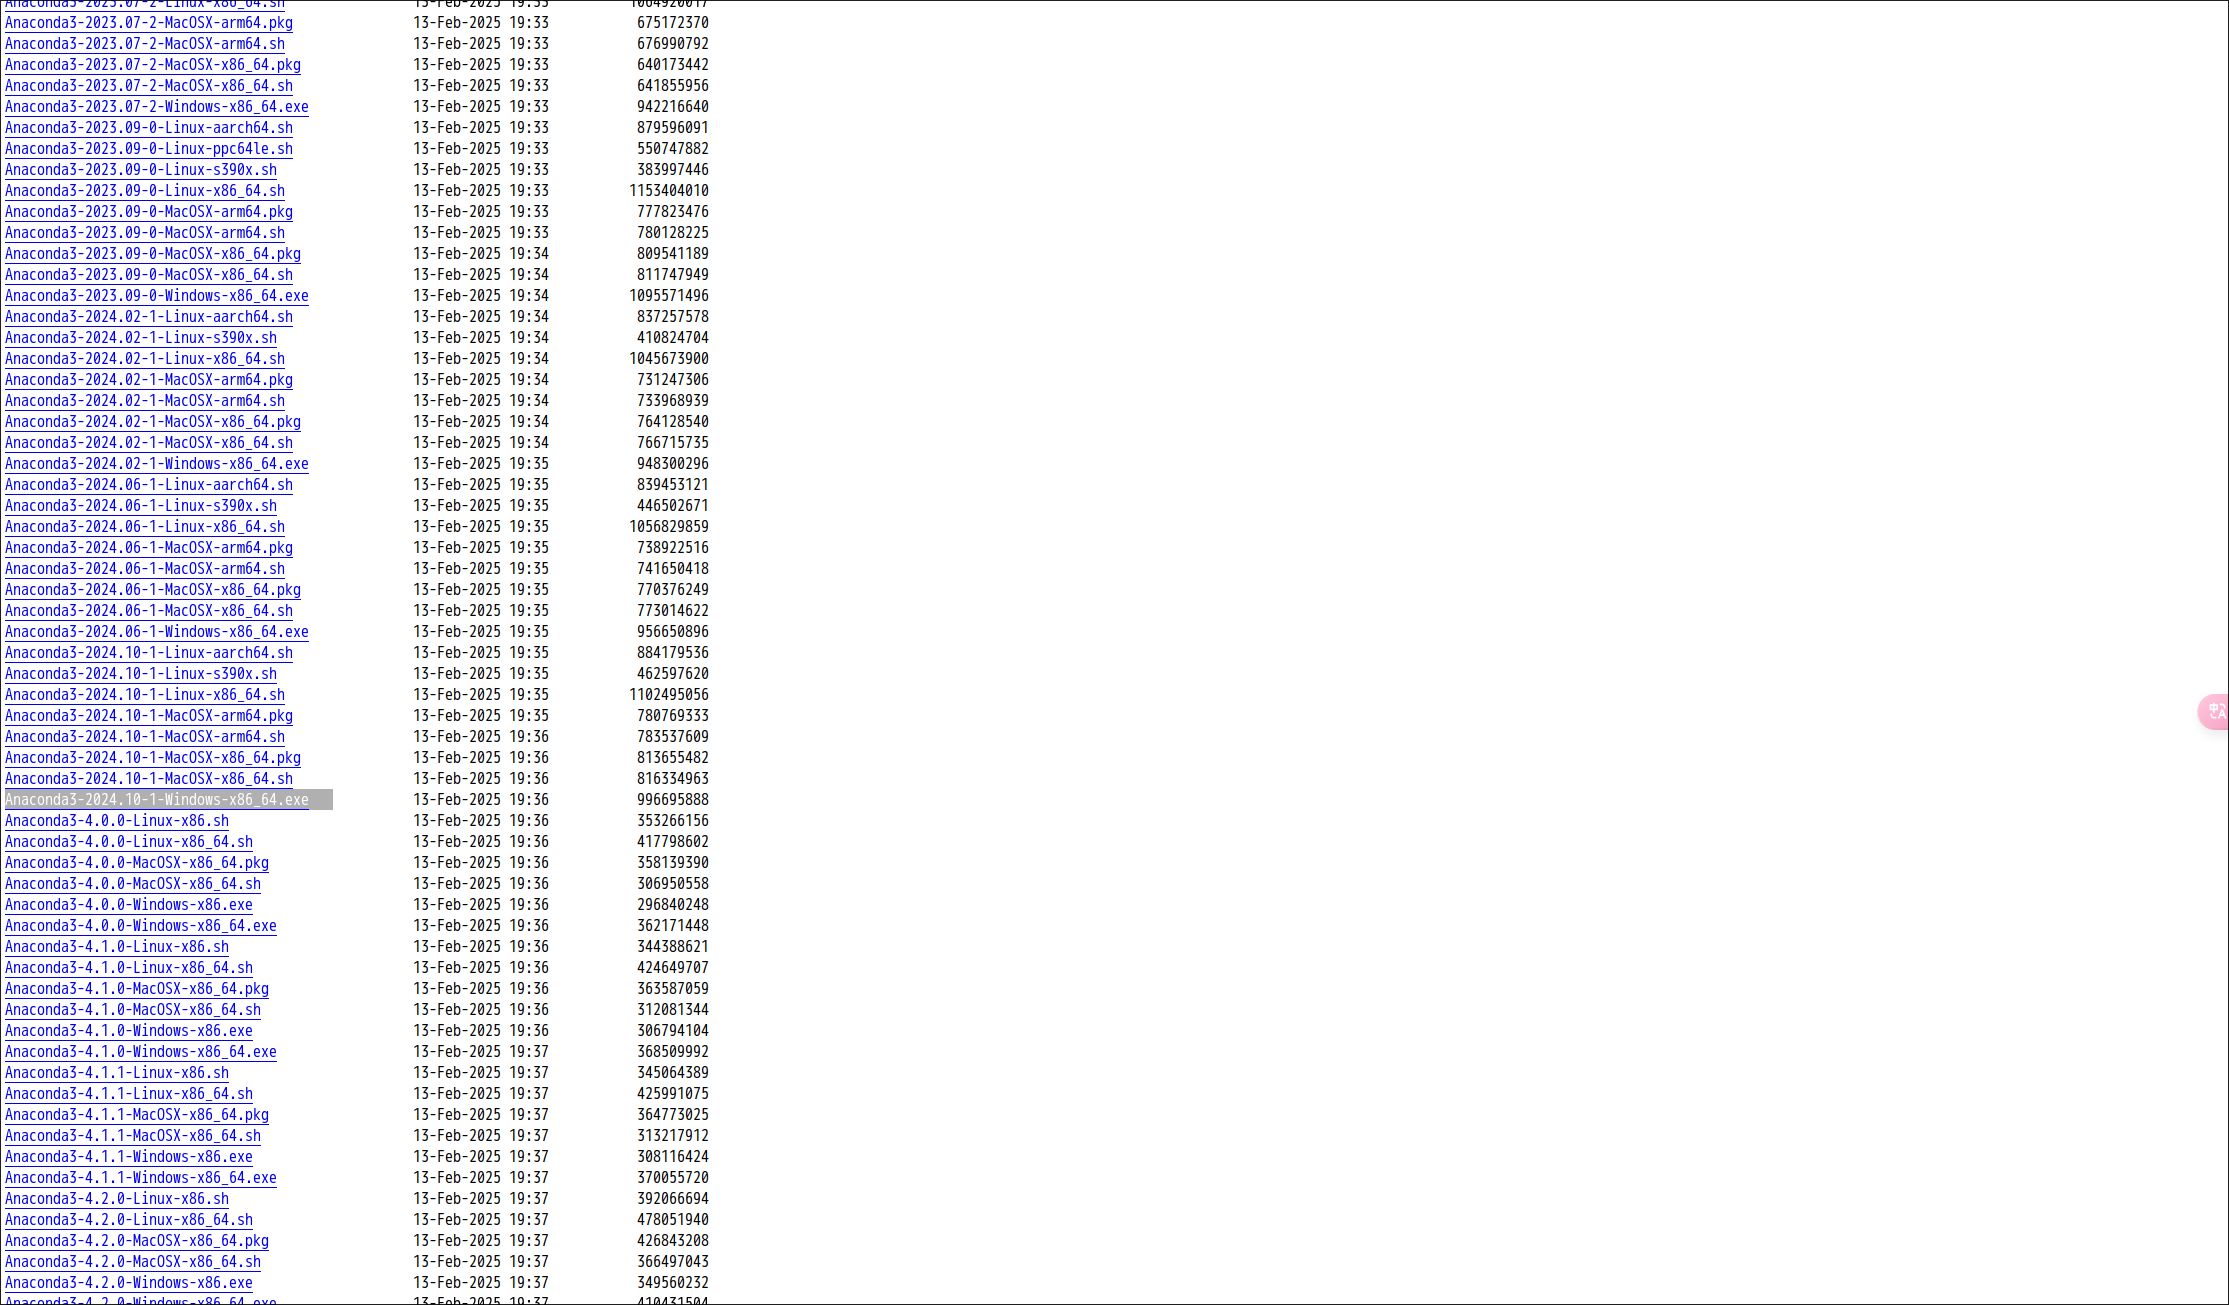 Anaconda3-2023.07-2-Linux-x86_64.sh 13-Feb-2025 19:33 1064920017
Anaconda3-2023.07-2-MacOSX-arm64.pkg 13-Feb-2025 19:33 675172370
Anaconda3-2023.07-2-MacOSX-arm64.sh 13-Feb-2025 19:33 676990792
Anaconda3-2023.07-2-MacOSX-x86_64.pkg 13-Feb-2025 19:33 640173442
Anaconda3-2023.07-2-MacOSX-x86_64.sh 13-Feb-2025 19:33 641855956
Anaconda3-2023.07-2-Windows-x86_64.exe 13-Feb-2025 19:33 942216640
Anaconda3-2023.09-0-Linux-aarch64.sh 13-Feb-2025 19:33 879596091
Anaconda3-2023.09-0-Linux-ppc64le.sh 13-Feb-2025 19:33 550747882
Anaconda3-2023.09-0-Linux-s390x.sh 13-Feb-2025 19:33 383997446
Anaconda3-2023.09-0-Linux-x86_64.sh 13-Feb-2025 19:33 1153404010
Anaconda3-2023.09-0-MacOSX-arm64.pkg 13-Feb-2025 19:33 777823476
Anaconda3-2023.09-0-MacOSX-arm64.sh 13-Feb-2025 19:33 780128225
Anaconda3-2023.09-0-MacOSX-x86_64.pkg 13-Feb-2025 19:34 809541189
Anaconda3-2023.09-0-MacOSX-x86_64.sh 13-Feb-2025 19:34 811747949
Anaconda3-2023.09-0-Windows-x86_64.exe 13-Feb-2025 19:34 1095571496
Anaconda3-2024.02-1-Linux-aarch64.sh 13-Feb-2025 19:34 837257578
Anaconda3-2024.02-1-Linux-s390x.sh 13-Feb-2025 19:34 410824704
Anaconda3-2024.02-1-Linux-x86_64.sh 13-Feb-2025 19:34 1045673900
Anaconda3-2024.02-1-MacOSX-arm64.pkg 13-Feb-2025 19:34 731247306
Anaconda3-2024.02-1-MacOSX-arm64.sh 13-Feb-2025 19:34 733968939
Anaconda3-2024.02-1-MacOSX-x86_64.pkg 13-Feb-2025 19:34 764128540
Anaconda3-2024.02-1-MacOSX-x86_64.sh 13-Feb-2025 19:34 766715735
Anaconda3-2024.02-1-Windows-x86_64.exe 13-Feb-2025 19:35 948300296
Anaconda3-2024.06-1-Linux-aarch64.sh 13-Feb-2025 19:35 839453121
Anaconda3-2024.06-1-Linux-s390x.sh 13-Feb-2025 19:35 446502671
Anaconda3-2024.06-1-Linux-x86_64.sh 13-Feb-2025 19:35 1056829859
Anaconda3-2024.06-1-MacOSX-arm64.pkg 13-Feb-2025 19:35 738922516
Anaconda3-2024.06-1-MacOSX-arm64.sh 13-Feb-2025 19:35 741650418
Anaconda3-2024.06-1-MacOSX-x86_64.pkg 13-Feb-2025 19:35 770376249
Anaconda3-2024.06-1-MacOSX-x86_64.sh 13-Feb-2025 19:35 773014622
Anaconda3-2024.06-1-Windows-x86_64.exe 13-Feb-2025 19:35 956650896
Anaconda3-2024.10-1-Linux-aarch64.sh 13-Feb-2025 19:35 884179536
Anaconda3-2024.10-1-Linux-s390x.sh 13-Feb-2025 19:35 462597620
Anaconda3-2024.10-1-Linux-x86_64.sh 13-Feb-2025 19:35 1102495056
Anaconda3-2024.10-1-MacOSX-arm64.pkg 13-Feb-2025 19:35 780769333
Anaconda3-2024.10-1-MacOSX-arm64.sh 13-Feb-2025 19:36 783537609
Anaconda3-2024.10-1-MacOSX-x86_64.pkg 13-Feb-2025 19:36 813655482
Anaconda3-2024.10-1-MacOSX-x86_64.sh 13-Feb-2025 19:36 816334963
Anaconda3-2024.10-1-Windows-x86_64.exe 13-Feb-2025 19:36 996695888
Anaconda3-4.0.0-Linux-x86.sh 13-Feb-2025 19:36 353266156
Anaconda3-4.0.0-Linux-x86_64.sh 13-Feb-2025 19:36 417798602
Anaconda3-4.0.0-MacOSX-x86_64.pkg 13-Feb-2025 19:36 358139390
Anaconda3-4.0.0-MacOSX-x86_64.sh 13-Feb-2025 19:36 306950558
Anaconda3-4.0.0-Windows-x86.exe 13-Feb-2025 19:36 296840248
Anaconda3-4.0.0-Windows-x86_64.exe 13-Feb-2025 19:36 362171448
Anaconda3-4.1.0-Linux-x86.sh 13-Feb-2025 19:36 344388621
Anaconda3-4.1.0-Linux-x86_64.sh 13-Feb-2025 19:36 424649707
Anaconda3-4.1.0-MacOSX-x86_64.pkg 13-Feb-2025 19:36 363587059
Anaconda3-4.1.0-MacOSX-x86_64.sh 13-Feb-2025 19:36 312081344
Anaconda3-4.1.0-Windows-x86.exe 13-Feb-2025 19:36 306794104
Anaconda3-4.1.0-Windows-x86_64.exe 13-Feb-2025 19:37 368509992
Anaconda3-4.1.1-Linux-x86.sh 13-Feb-2025 19:37 345064389
Anaconda3-4.1.1-Linux-x86_64.sh 13-Feb-2025 19:37 425991075
Anaconda3-4.1.1-MacOSX-x86_64.pkg 13-Feb-2025 19:37 364773025
Anaconda3-4.1.1-MacOSX-x86_64.sh 13-Feb-2025 19:37 313217912
Anaconda3-4.1.1-Windows-x86.exe 13-Feb-2025 19:37 308116424
Anaconda3-4.1.1-Windows-x86_64.exe 13-Feb-2025 19:37 370055720
Anaconda3-4.2.0-Linux-x86.sh 13-Feb-2025 19:37 392066694
Anaconda3-4.2.0-Linux-x86_64.sh 13-Feb-2025 19:37 478051940
Anaconda3-4.2.0-MacOSX-x86_64.pkg 13-Feb-2025 19:37 426843208
Anaconda3-4.2.0-MacOSX-x86_64.sh 13-Feb-2025 19:37 366497043
Anaconda3-4.2.0-Windows-x86.exe 13-Feb-2025 19:37 349560232
Anaconda3-4.2.0-Windows-x86_64.exe 13-Feb-2025 19:37 410431504